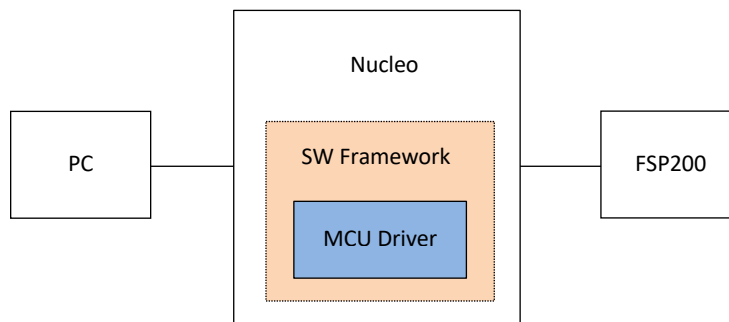 Nucleo
PC
SW Framework
FSP200
MCU Driver